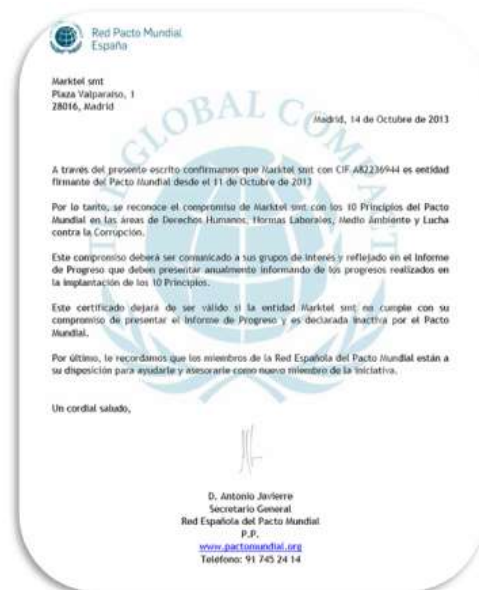 Red Pacto Mundial
España
Marktel smt
Plaza Valparaiso, 1
28016, Madrid
Madrid, 14 de Octubre de 2013
THE GLOBAL COMPACT
A través del presente escrito confirmamos que Marktel smt con CIF A82236944 es entidad
firmante del Pacto Mundial desde el 11 de Octubre de 2013
Por lo tanto, se reconoce el compromiso de Marktel smt con los 10 Principios del Pacto
Mundial en las áreas de Derechos Humanos, Normas Laborales, Medio Ambiente y Lucha
contra la Corrupción.
Este compromiso deberá ser comunicado a sus grupos de interés y reflejado en el Informe
de Progreso que deben presentar anualmente informando de los progresos realizados en
la implantación de los 10 Principios.
Este certificado dejará de ser válido si la entidad Marktel smt no cumple con su
compromiso de presentar el Informe de Progreso y es declarada inactiva por el Pacto
Mundial.
Por último, le recordamos que los miembros de la Red Española del Pacto Mundial están a
su disposición para ayudarle y asesorarle como nuevo miembro de la iniciativa.
Un cordial saludo,
D. Antonio Javierre
Secretario General
Red Española del Pacto Mundial
P.P.
www.pactomundial.org
Teléfono: 91 745 24 14